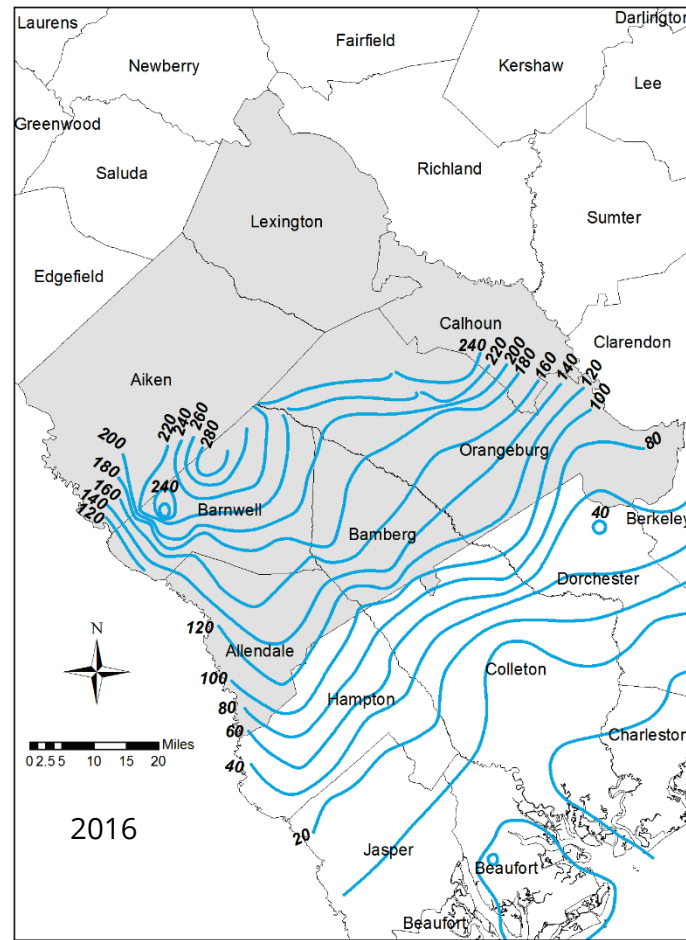 Laurens
Darlington
Fairfield
Newberry
Kershaw
Lee
Greenwood
Saluda
Richland
Sumter
Lexington
Edgefield
Calhoun
Clarendon
240
220
200
180
160
140
120
100
Aiken
200
220
240
260
280
180
160
140
120
240
Orangeburg
80
Barnwell
40
Berkeley
Bamberg
Dorchester
N
120
Allendale
Colleton
100
Hampton
80
60
Charleston
40
Miles
0 2.5 5 10 15 20
2016
20
Jasper
Beaufort
Beaufort